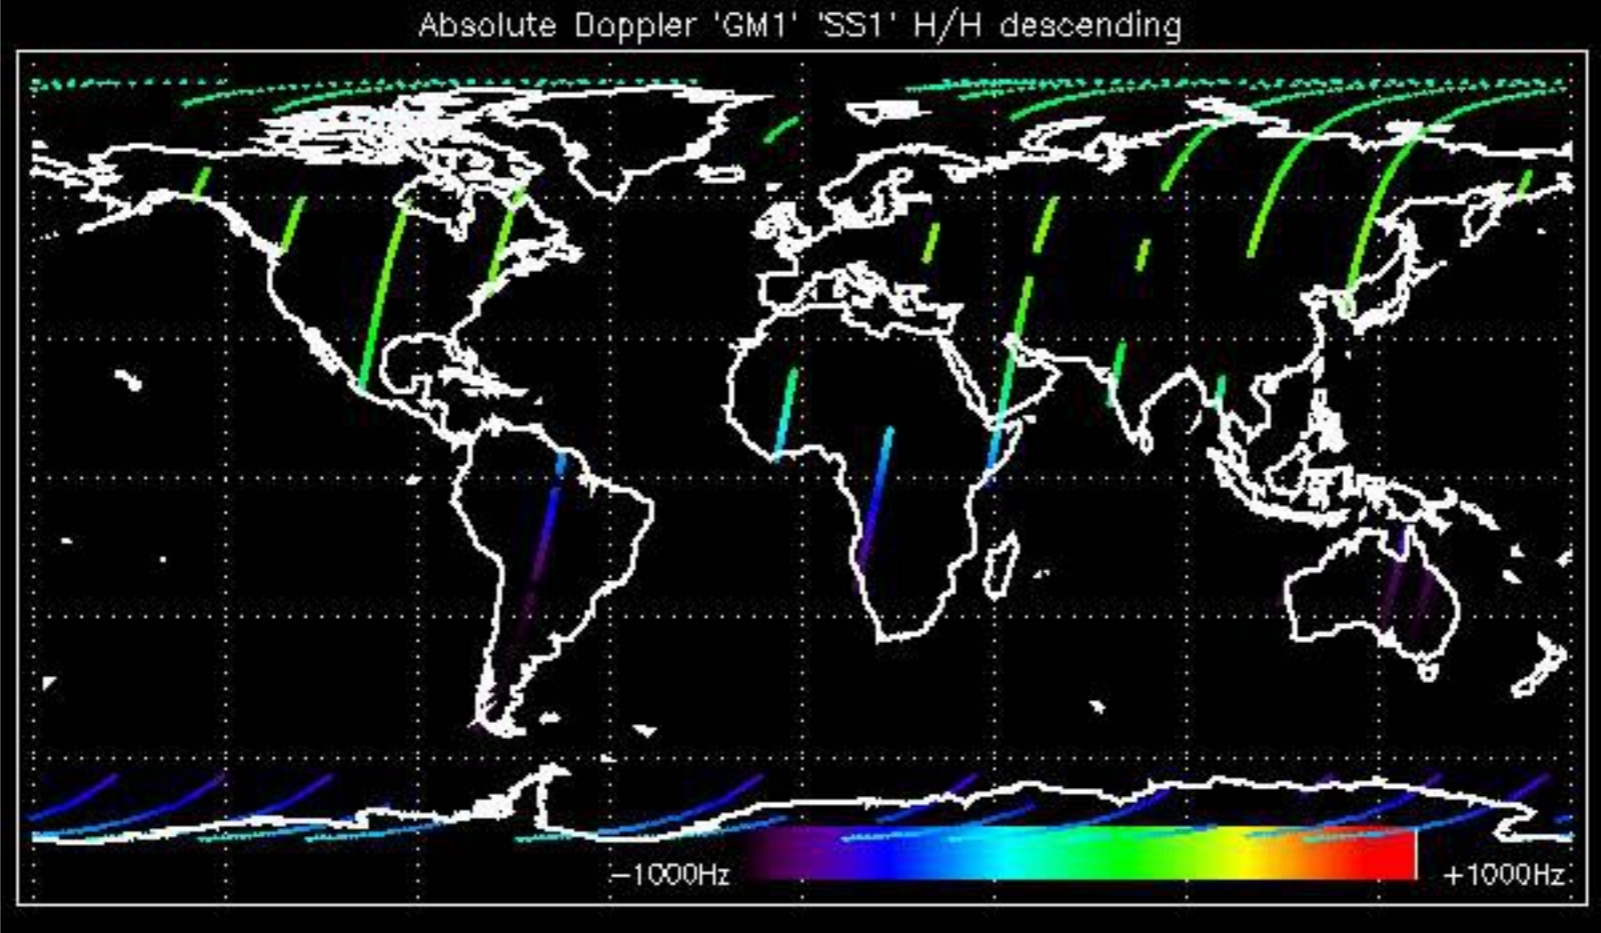 Absolute Doppler 'GM1' 'SS1' H/H descending
−1000Hz +1000Hz